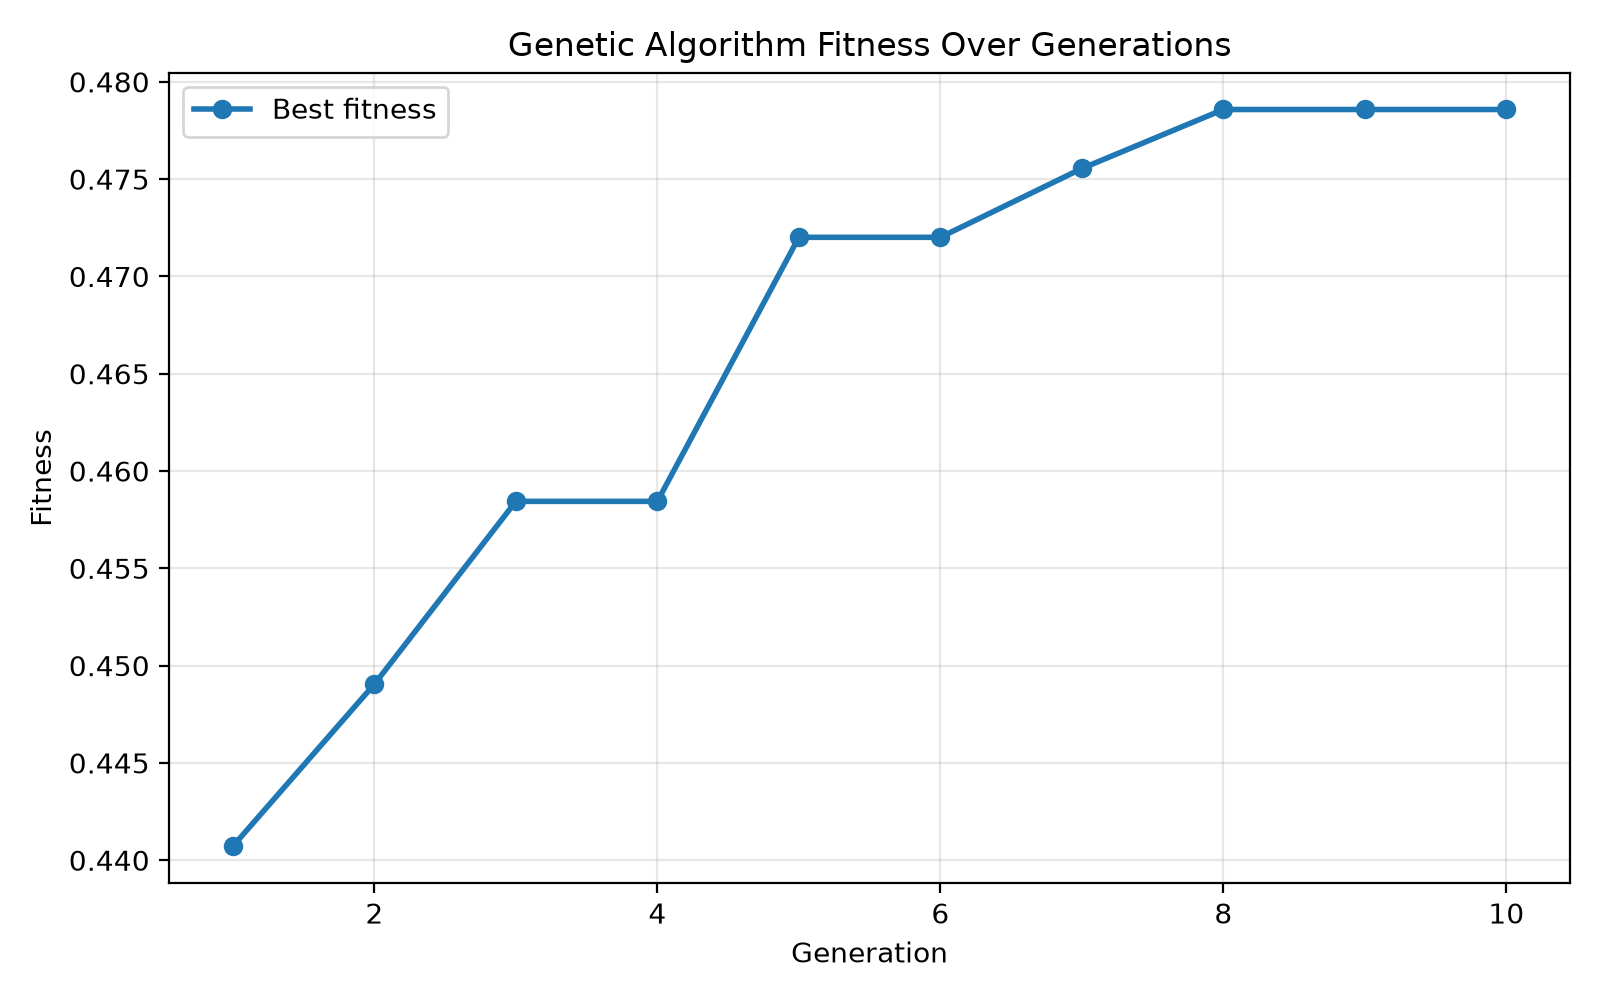 Genetic Algorithm Fitness Over Generations
Best fitness
0.480
0.475
0.470
0.465
0.460
0.455
0.450
0.445
0.440
Fitness
2 4 6 8 10
Generation